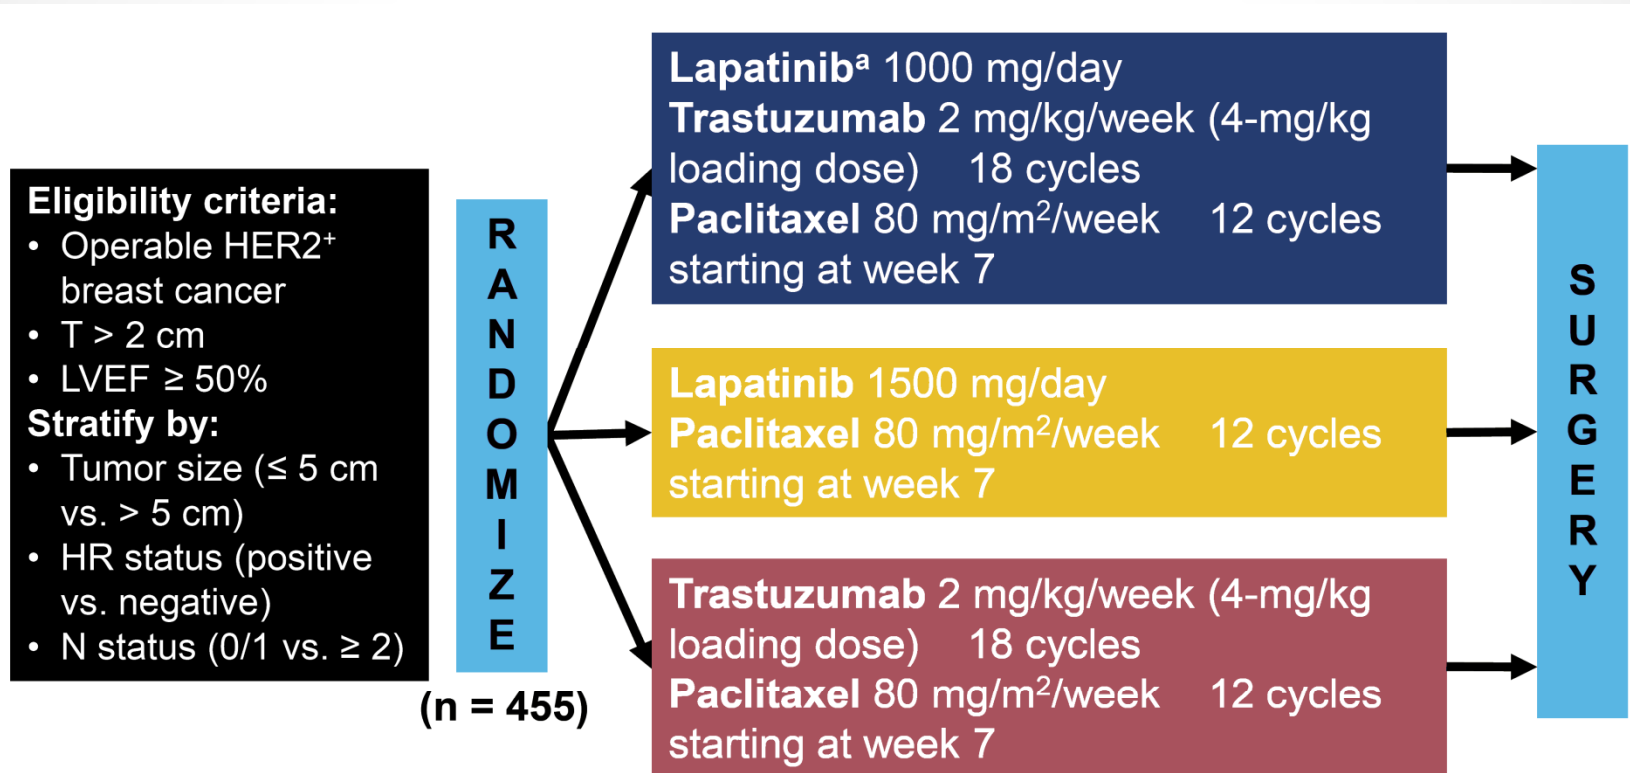 Eligibility criteria:
• Operable HER2⁺
breast cancer
• T > 2 cm
• LVEF ≥ 50%
Stratify by:
• Tumor size (≤ 5 cm
vs. > 5 cm)
• HR status (positive
vs. negative)
• N status (0/1 vs. ≥ 2)
RANDOMIZE
(n = 455)
Lapatinibᵃ 1000 mg/day
Trastuzumab 2 mg/kg/week (4-mg/kg
loading dose) 18 cycles
Paclitaxel 80 mg/m²/week 12 cycles
starting at week 7
Lapatinib 1500 mg/day
Paclitaxel 80 mg/m²/week 12 cycles
starting at week 7
Trastuzumab 2 mg/kg/week (4-mg/kg
loading dose) 18 cycles
Paclitaxel 80 mg/m²/week 12 cycles
starting at week 7
SURGERY